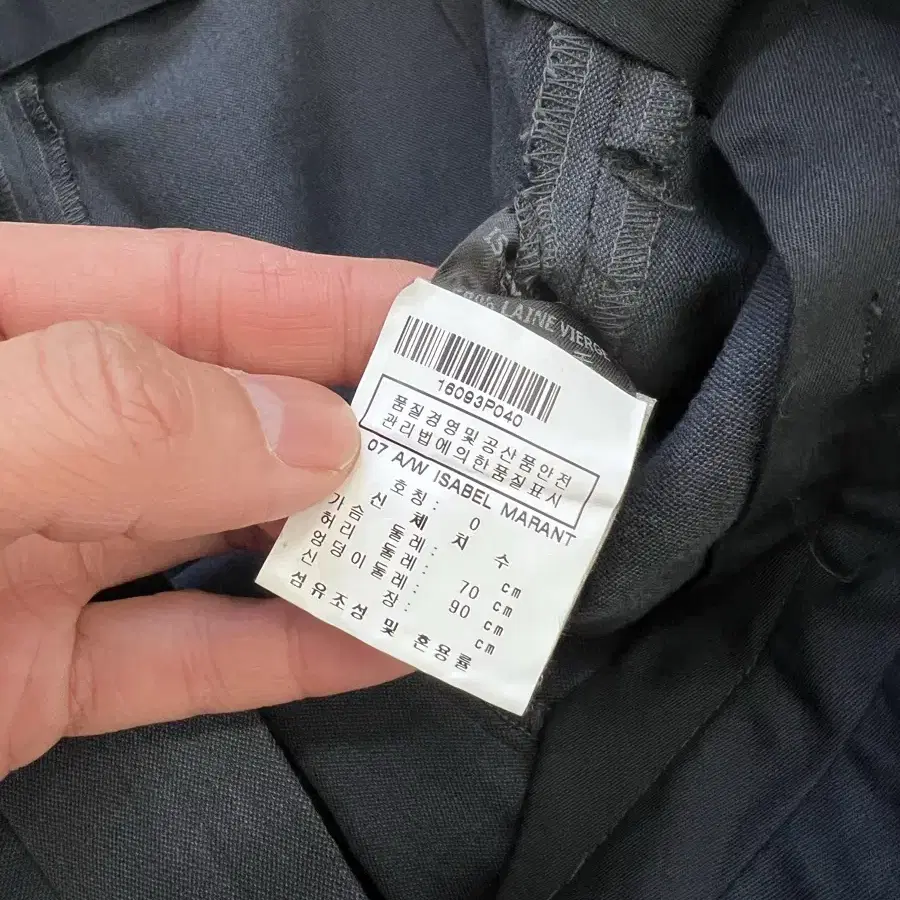 LAINE VIERGE
16093P040
품질경영및공산품안전
관리법에의한품질표시
07 A/W ISABEL MARANT
호칭: 0
신 체 치 수
가슴 둘레: cm
허리 둘레: 70 cm
엉덩이 둘레: 90 cm
신 장: cm
섬유조성 및 혼용률